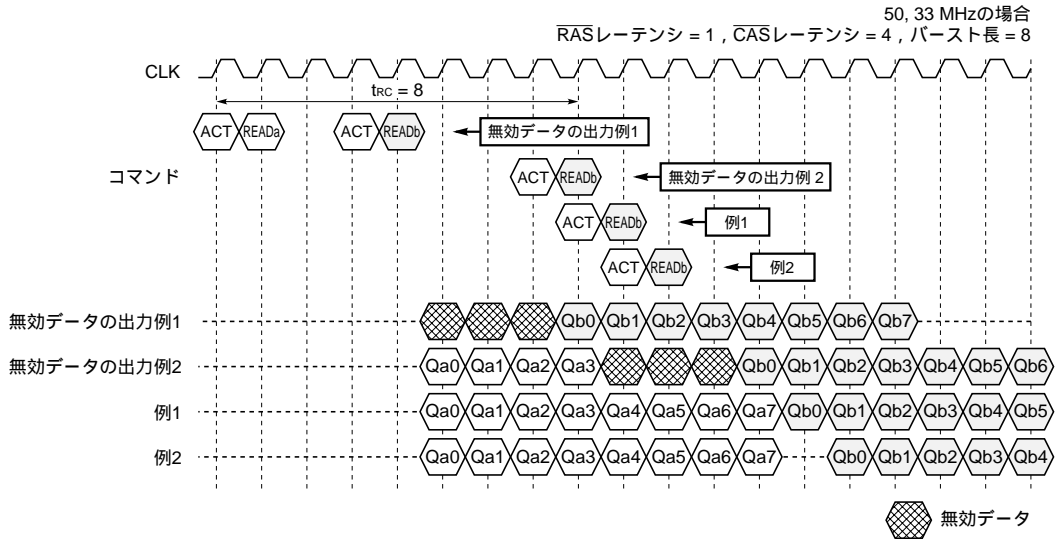 50, 33 MHzの場合
RASレーテンシ = 1 , CASレーテンシ = 4 , バースト長 = 8
CLK
tRC = 8
ACT READa ACT READb 無効データの出力例1
コマンド
ACT READb 無効データの出力例 2
ACT READb 例1
ACT READb 例2
無効データの出力例1 Qb0 Qb1 Qb2 Qb3 Qb4 Qb5 Qb6 Qb7
無効データの出力例2 Qa0 Qa1 Qa2 Qa3 Qb0 Qb1 Qb2 Qb3 Qb4 Qb5 Qb6
例1 Qa0 Qa1 Qa2 Qa3 Qa4 Qa5 Qa6 Qa7 Qb0 Qb1 Qb2 Qb3 Qb4 Qb5
例2 Qa0 Qa1 Qa2 Qa3 Qa4 Qa5 Qa6 Qa7 Qb0 Qb1 Qb2 Qb3 Qb4
無効データ